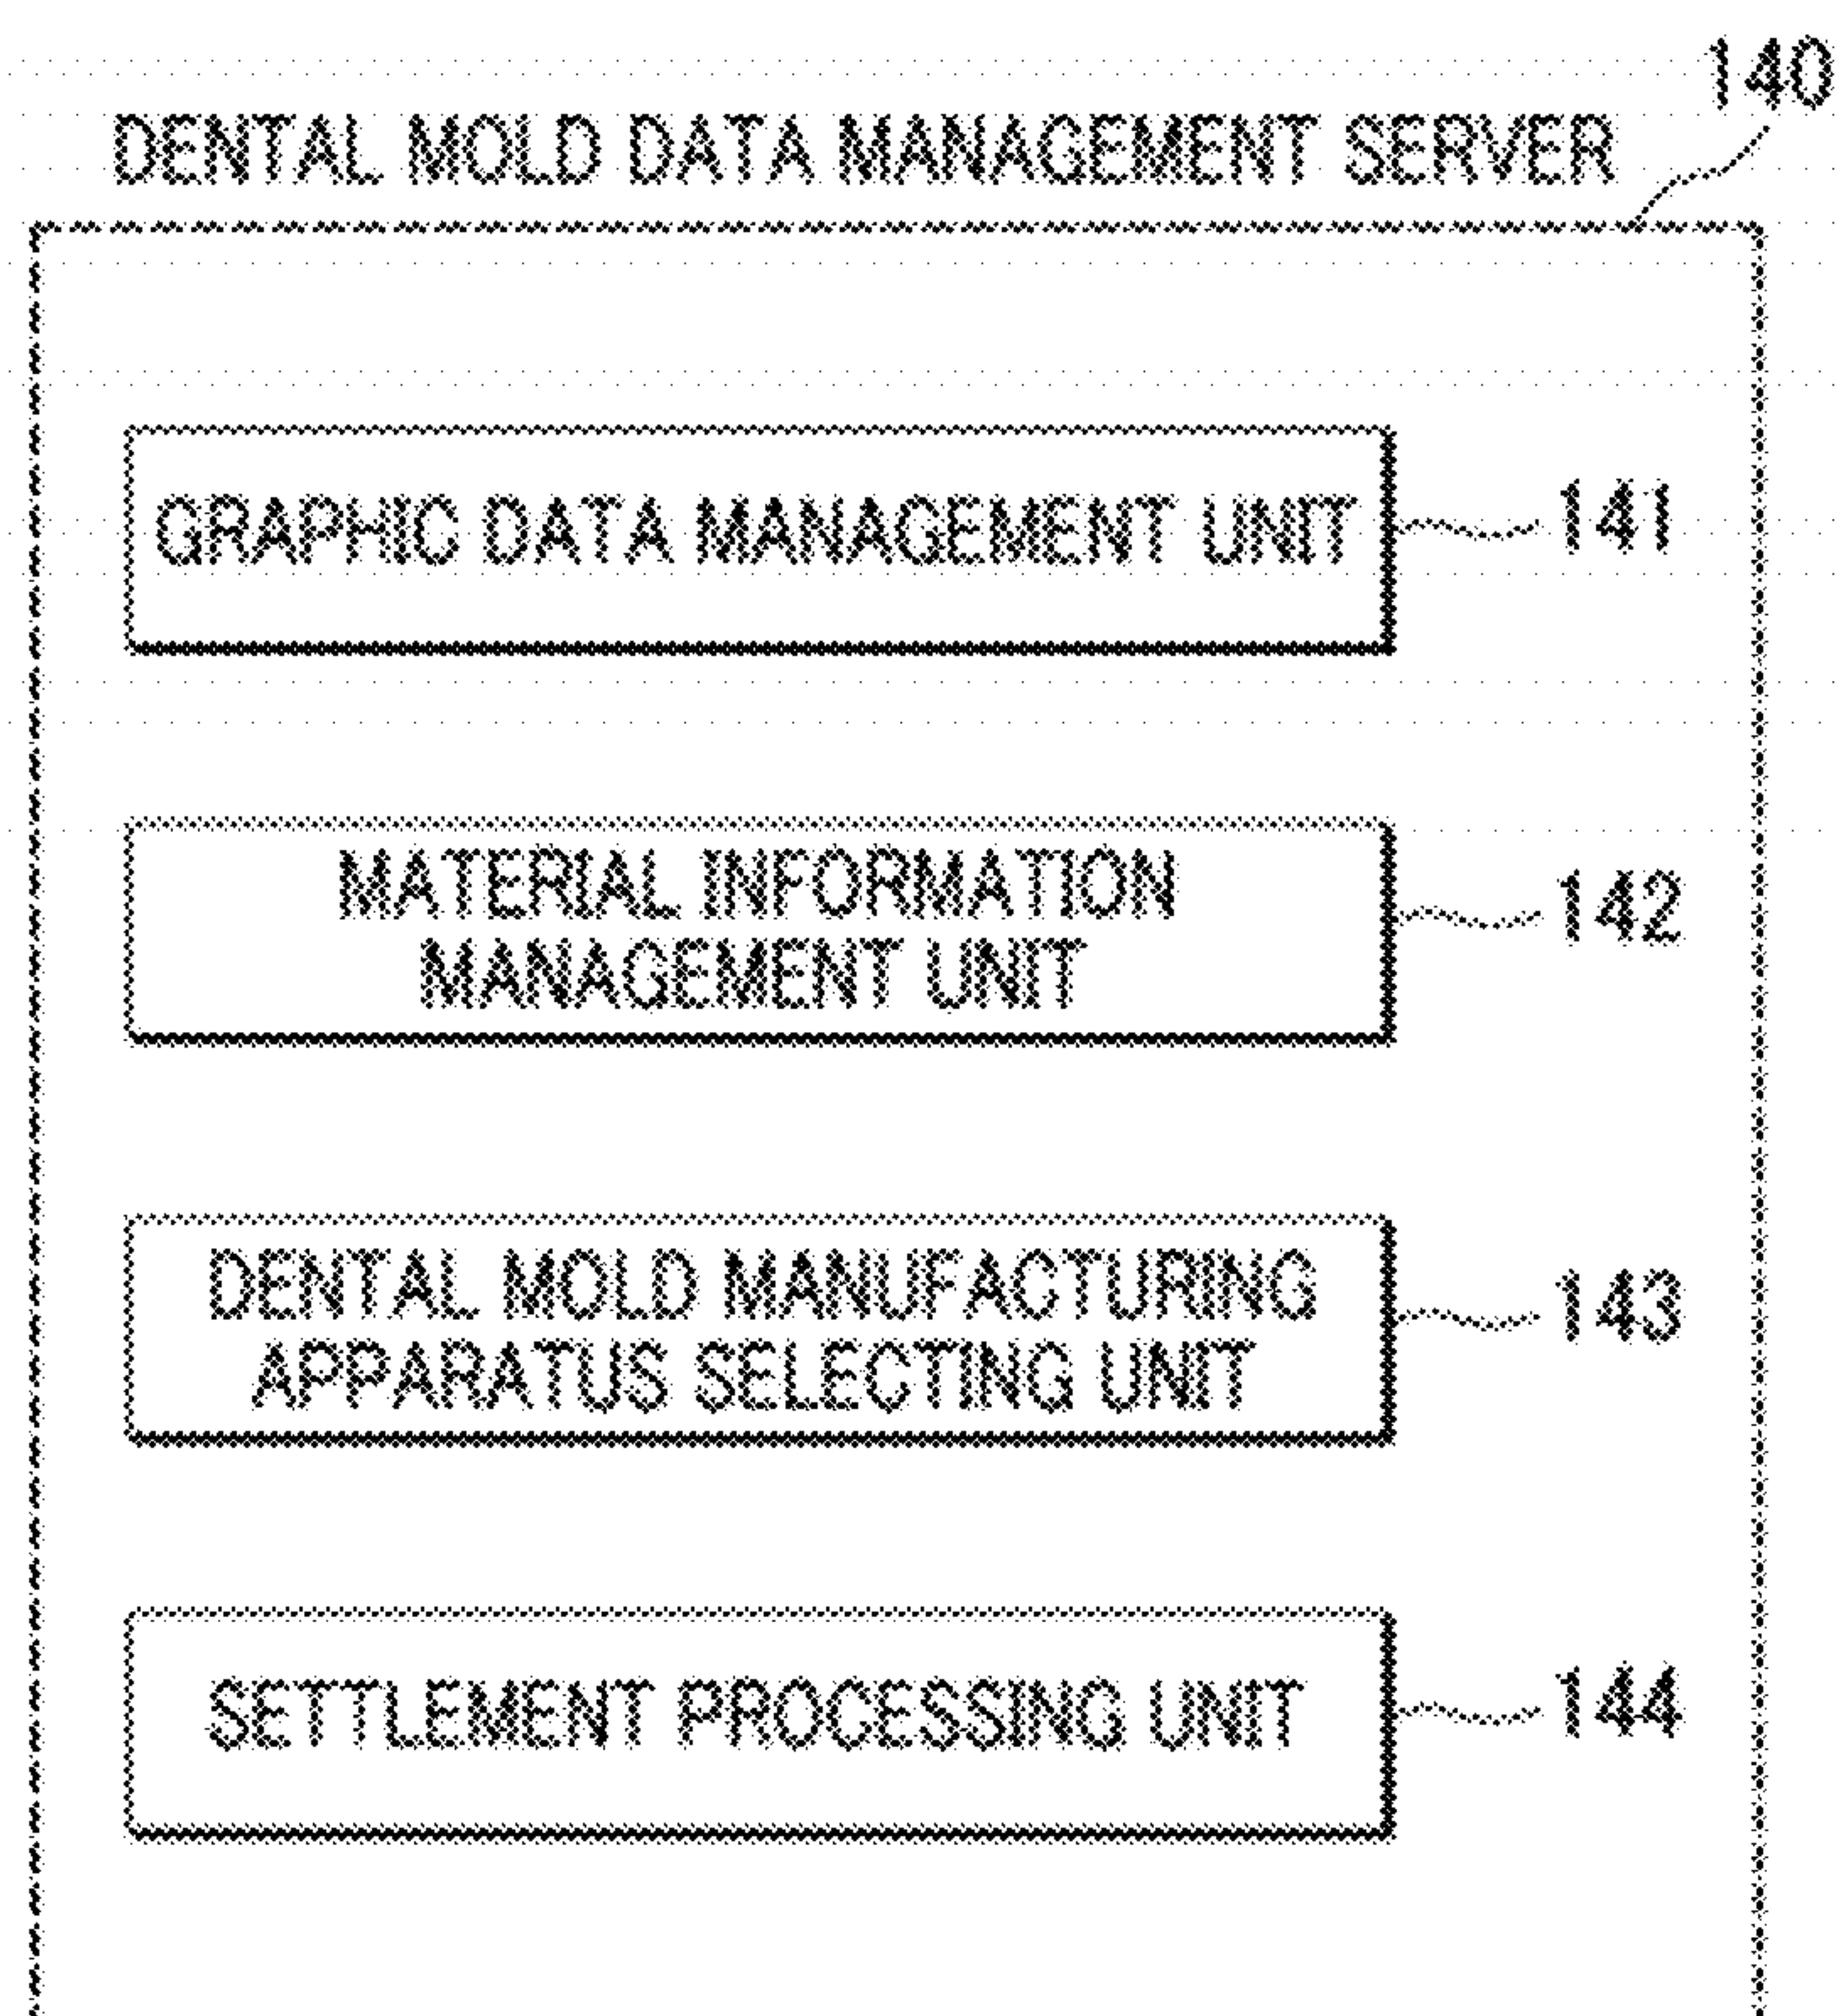 140
DENTAL MOLD DATA MANAGEMENT SERVER
GRAPHIC DATA MANAGEMENT UNIT
141
MATERIAL INFORMATION
MANAGEMENT UNIT
142
DENTAL MOLD MANUFACTURING
APPARATUS SELECTING UNIT
143
SETTLEMENT PROCESSING UNIT
144